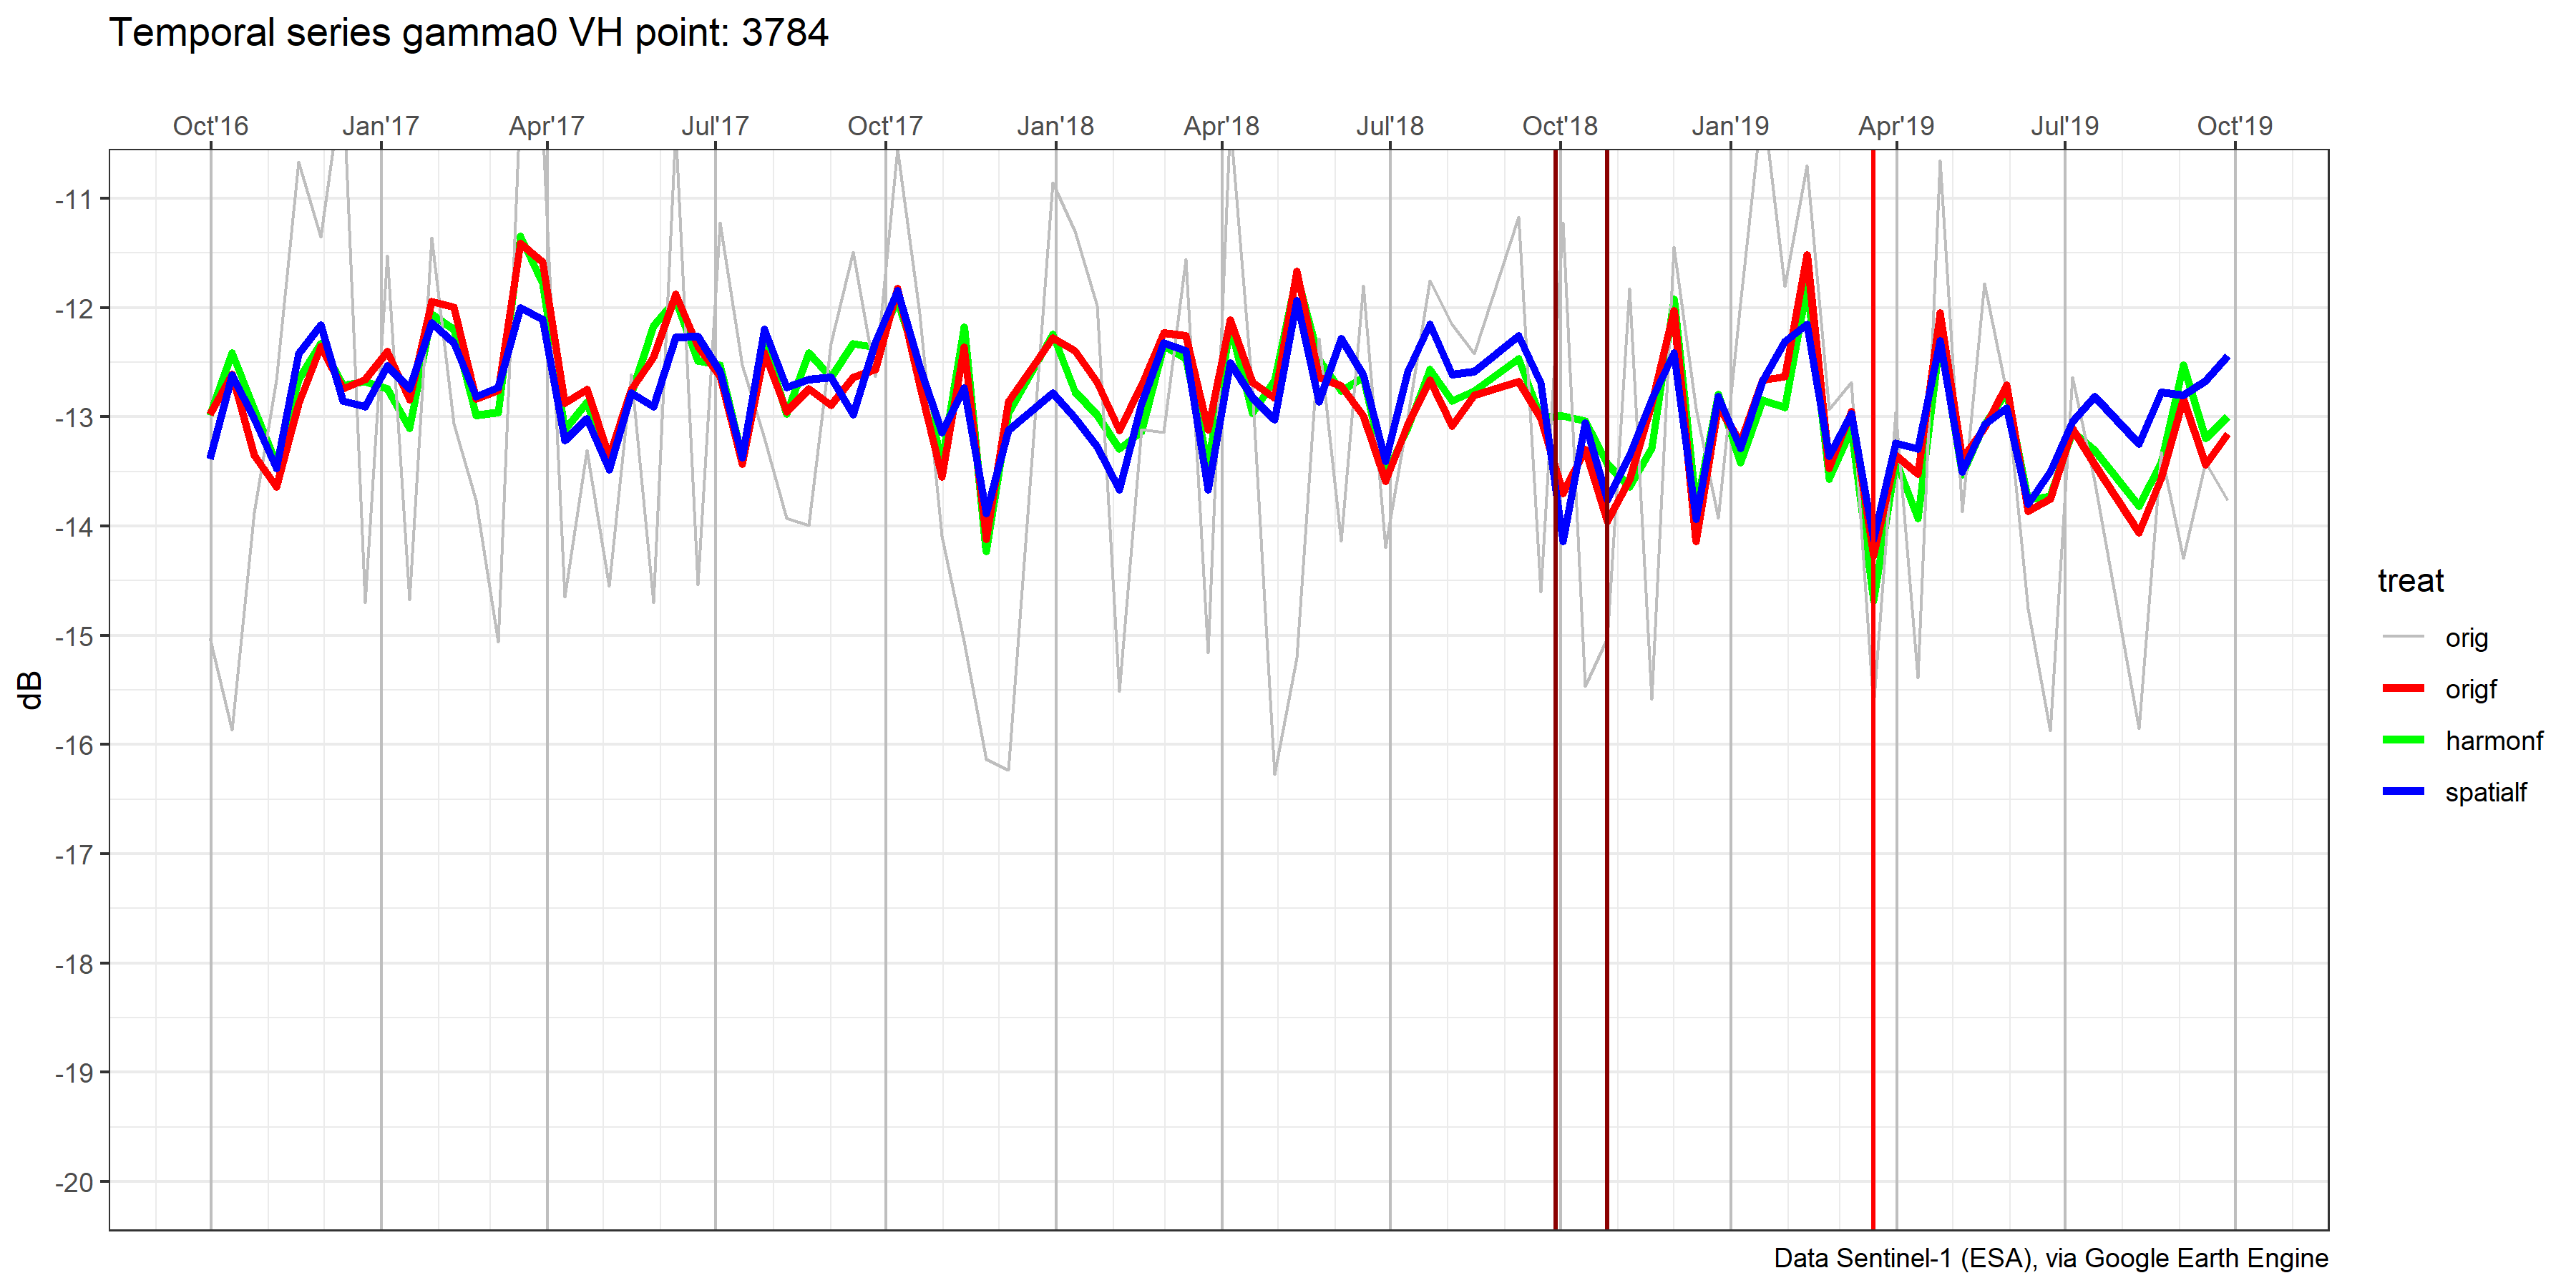 Temporal series gamma0 VH point: 3784
Oct'16 Jan'17 Apr'17 Jul'17 Oct'17 Jan'18 Apr'18 Jul'18 Oct'18 Jan'19 Apr'19 Jul'19 Oct'19
-11
-12
-13
-14
-15
-16
-17
-18
-19
-20
dB
treat
orig
origf
harmonf
spatialf
Data Sentinel-1 (ESA), via Google Earth Engine